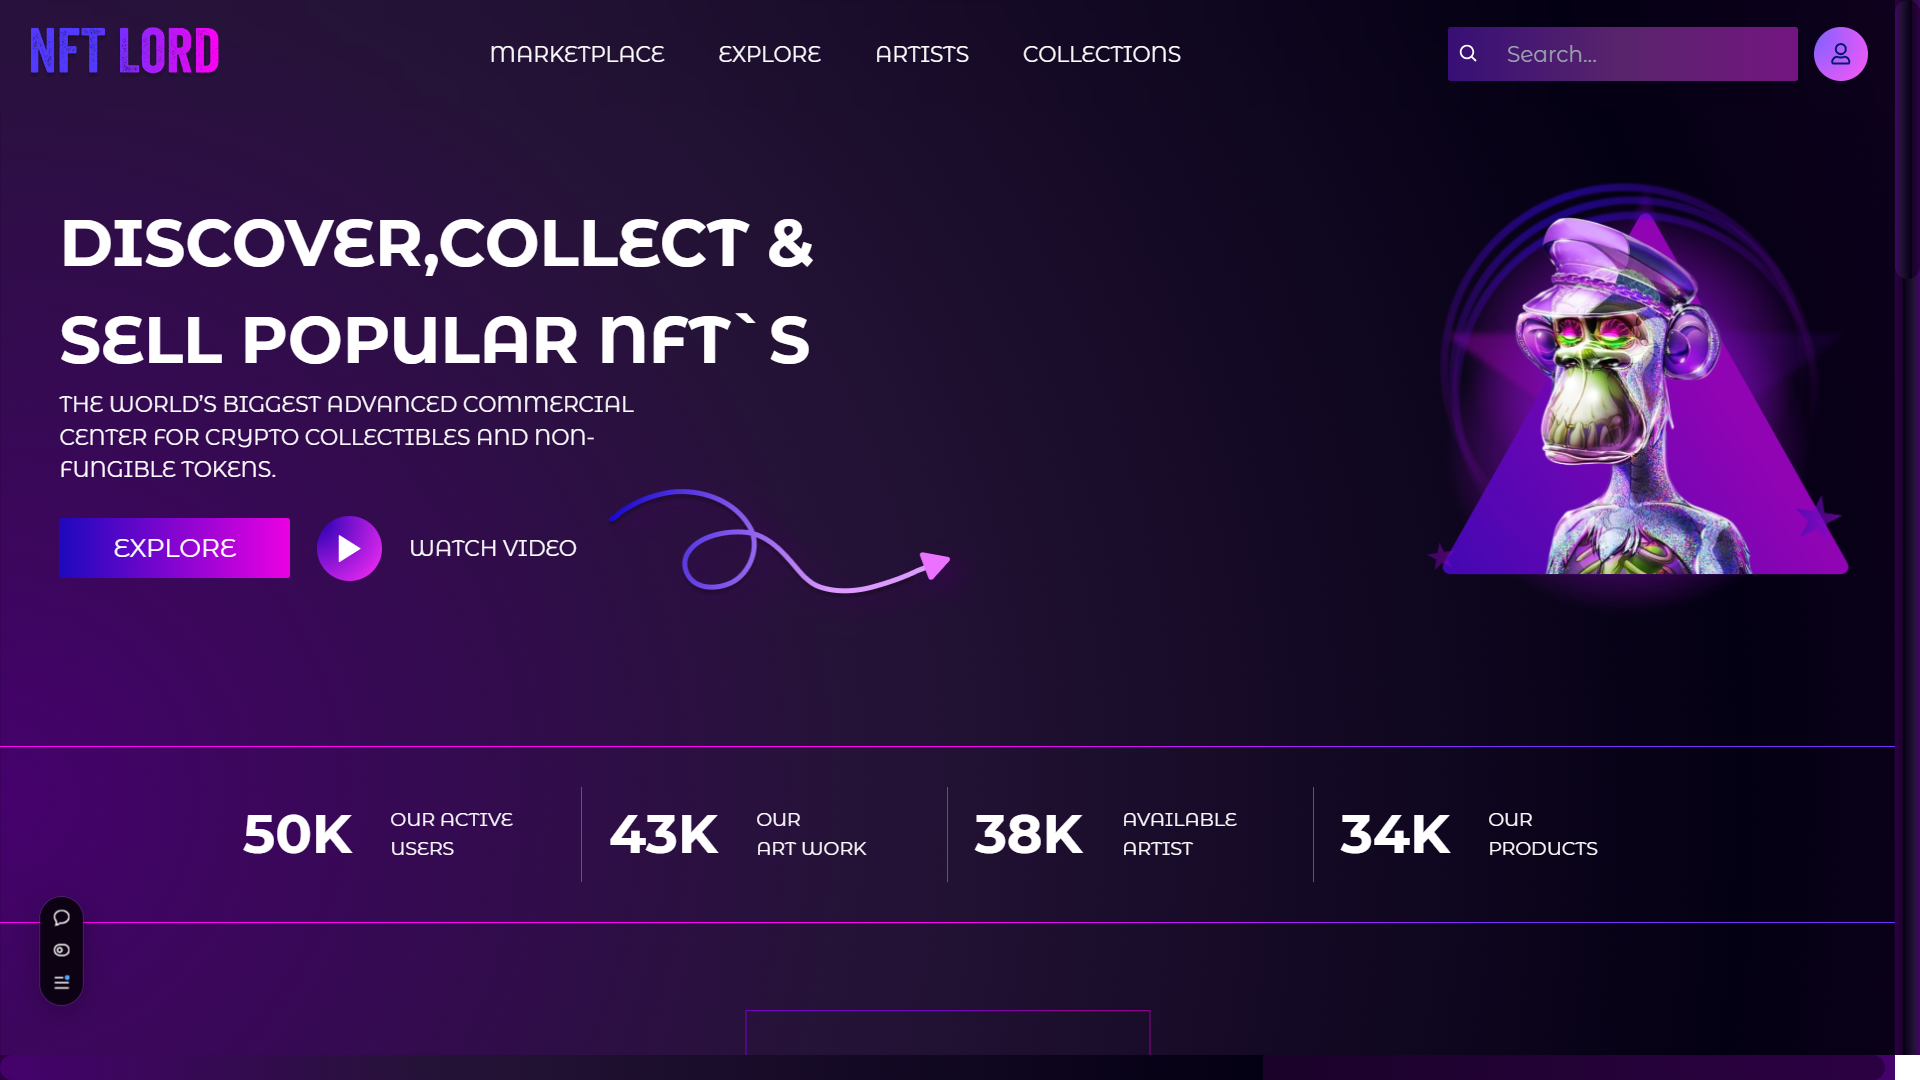 NFT LORD
MARKETPLACE
EXPLORE
ARTISTS
COLLECTIONS
Search...
DISCOVER,COLLECT &
SELL POPULAR NFT`S
THE WORLD’S BIGGEST ADVANCED COMMERCIAL
CENTER FOR CRYPTO COLLECTIBLES AND NON-
FUNGIBLE TOKENS.
EXPLORE
WATCH VIDEO
50K
OUR ACTIVE
USERS
43K
OUR
ART WORK
38K
AVAILABLE
ARTIST
34K
OUR
PRODUCTS